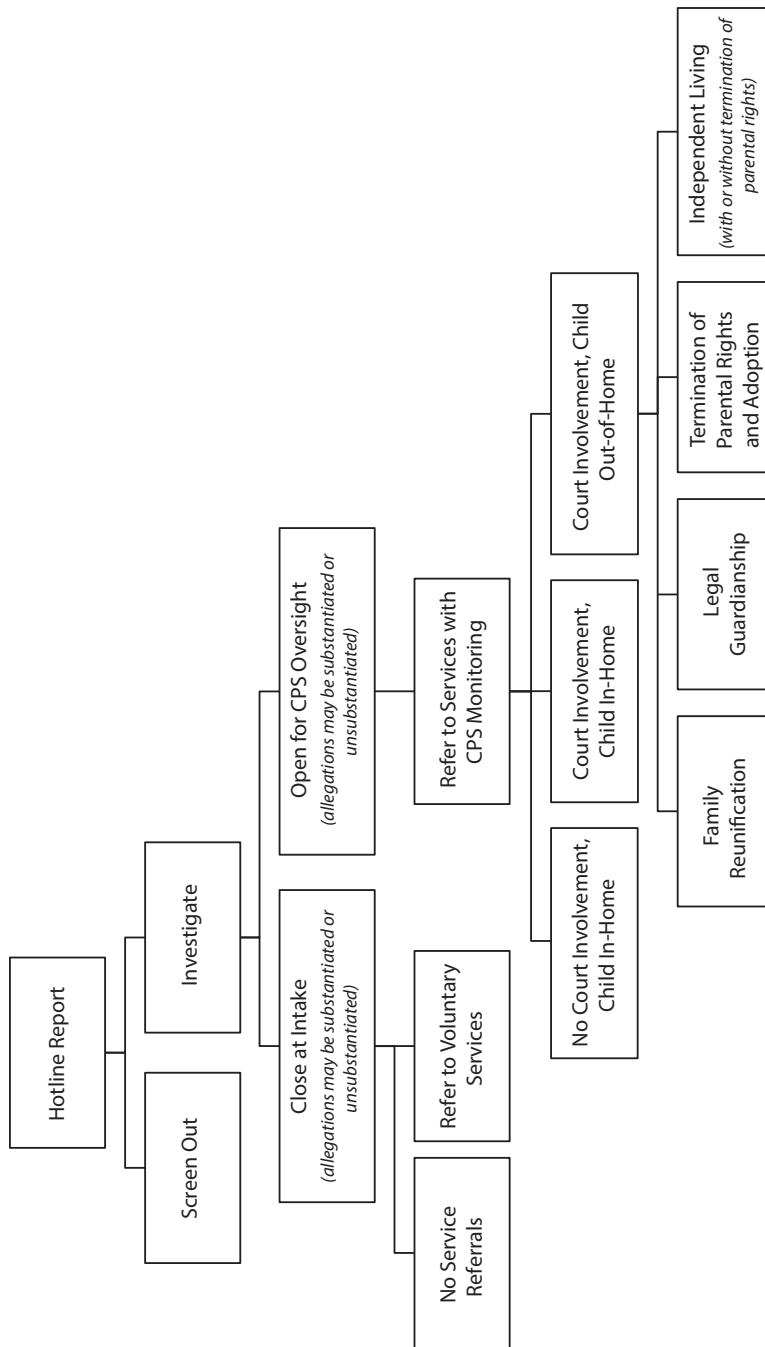 Hotline Report
Screen Out
Investigate
Close at Intake
(allegations may be substantiated or
unsubstantiated)
Open for CPS Oversight
(allegations may be substantiated or
unsubstantiated)
No Service
Referrals
Refer to Voluntary
Services
Refer to Services with
CPS Monitoring
No Court Involvement,
Child In-Home
Court Involvement,
Child In-Home
Court Involvement, Child
Out-of-Home
Family
Reunification
Legal
Guardianship
Termination of
Parental Rights
and Adoption
Independent Living
(with or without termination of
parental rights)